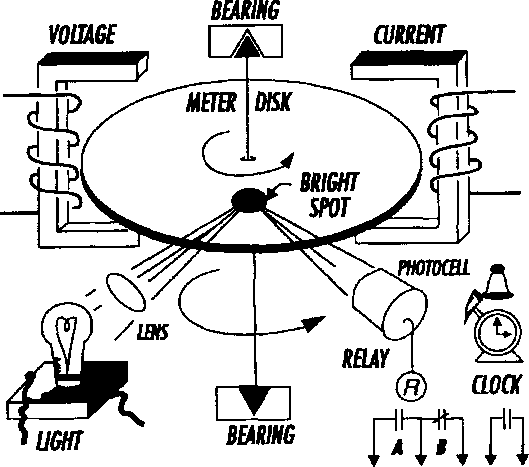 BEARING
VOLTAGE
CURRENT
METER DISK
BRIGHT
SPOT
PHOTOCELL
LENS
RELAY
R
CLOCK
LIGHT
BEARING
A
B